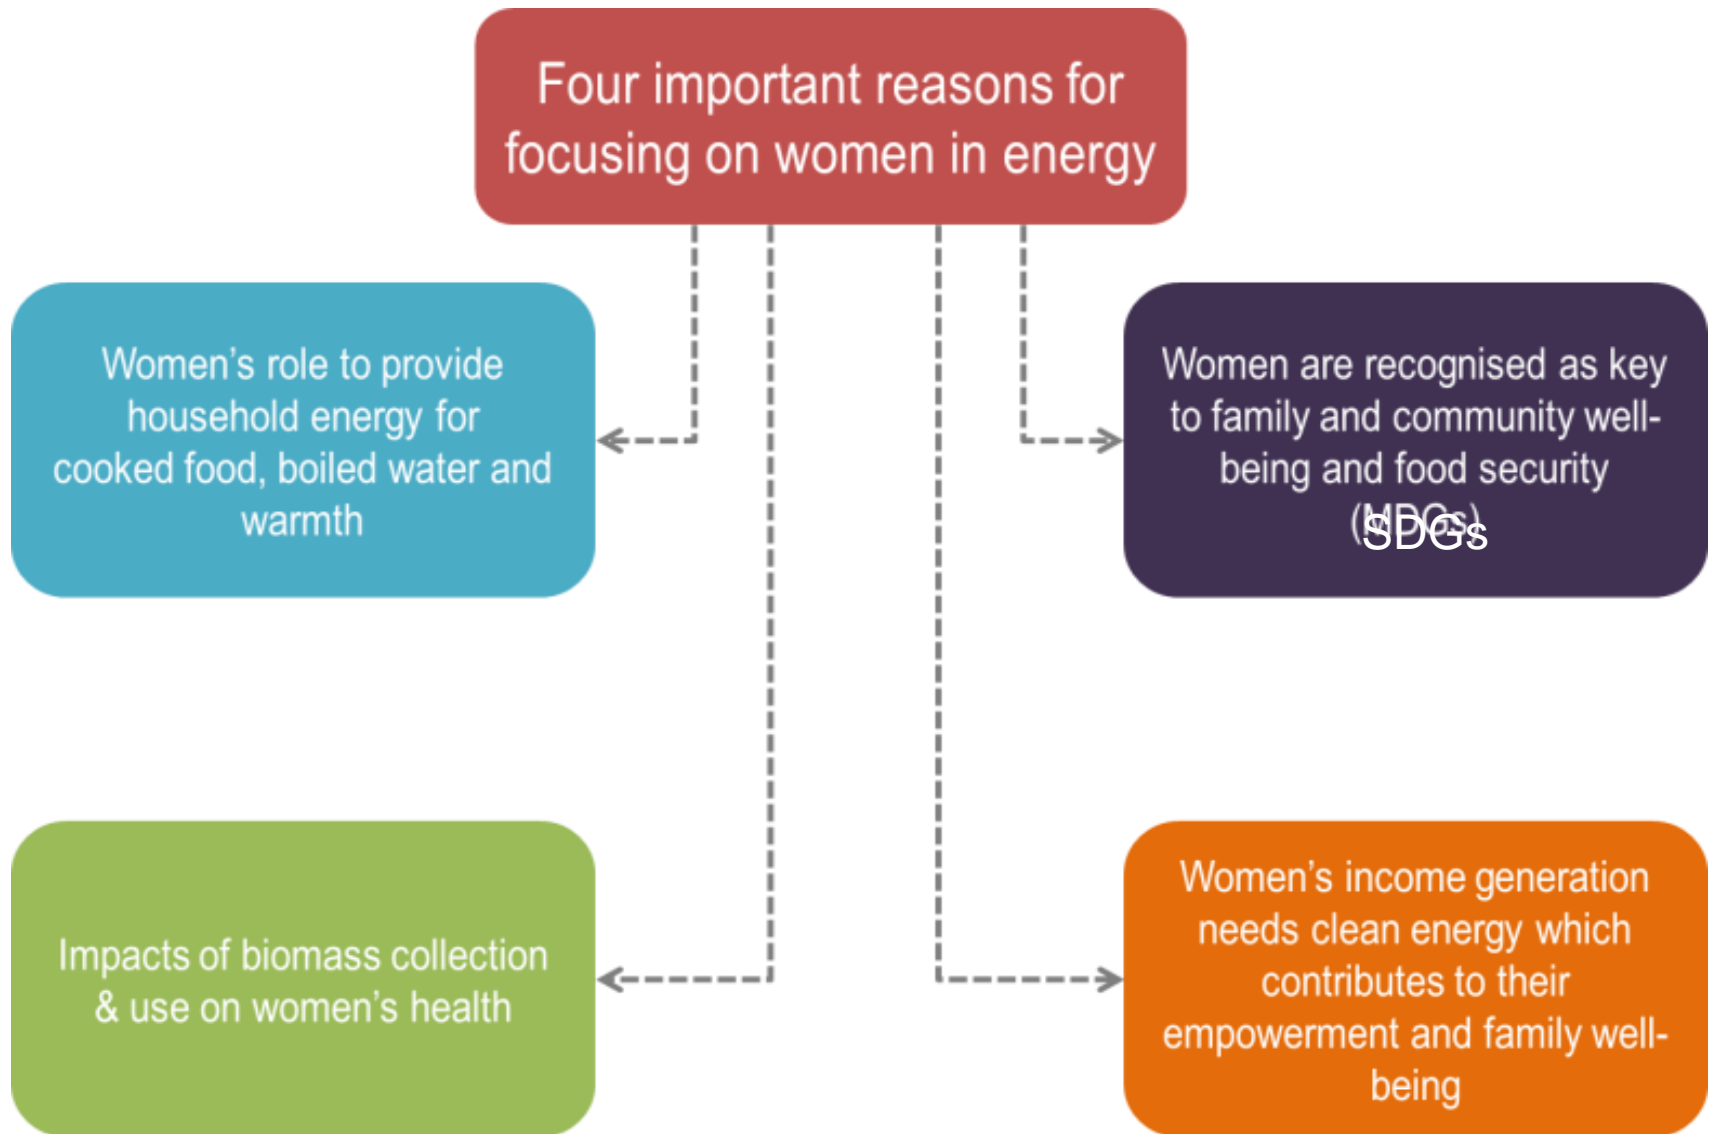 Four important reasons for
focusing on women in energy
Women’s role to provide
household energy for
cooked food, boiled water and
warmth
Women are recognised as key
to family and community well-
being and food security
(MDGs)
SDGs
Impacts of biomass collection
& use on women’s health
Women’s income generation
needs clean energy which
contributes to their
empowerment and family well-
being